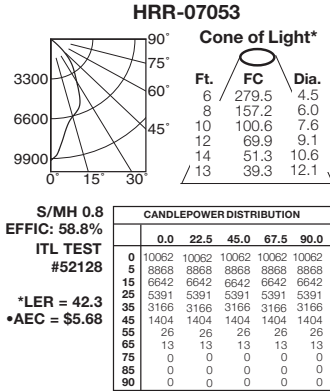 HRR-07053
90°
75°
60°
45°
3300
6600
9900
0 15 30
Cone of Light*
Ft. FC Dia.
6 279.5 4.5
8 157.2 6.0
10 100.6 7.6
12 69.9 9.1
14 51.3 10.6
13 39.3 12.1
S/MH 0.8
EFFIC: 58.8%
ITL TEST
#52128
*LER = 42.3
•AEC = $5.68
CANDLEPOWER DISTRIBUTION
0.0 22.5 45.0 67.5 90.0
0 10062 10062 10062 10062 10062
5 8868 8868 8868 8868 8868
15 6642 6642 6642 6642 6642
25 5391 5391 5391 5391 5391
35 3166 3166 3166 3166 3166
45 1404 1404 1404 1404 1404
55 26 26 26 26 26
65 13 13 13 13 13
75 0 0 0 0 0
85 0 0 0 0 0
90 0 0 0 0 0